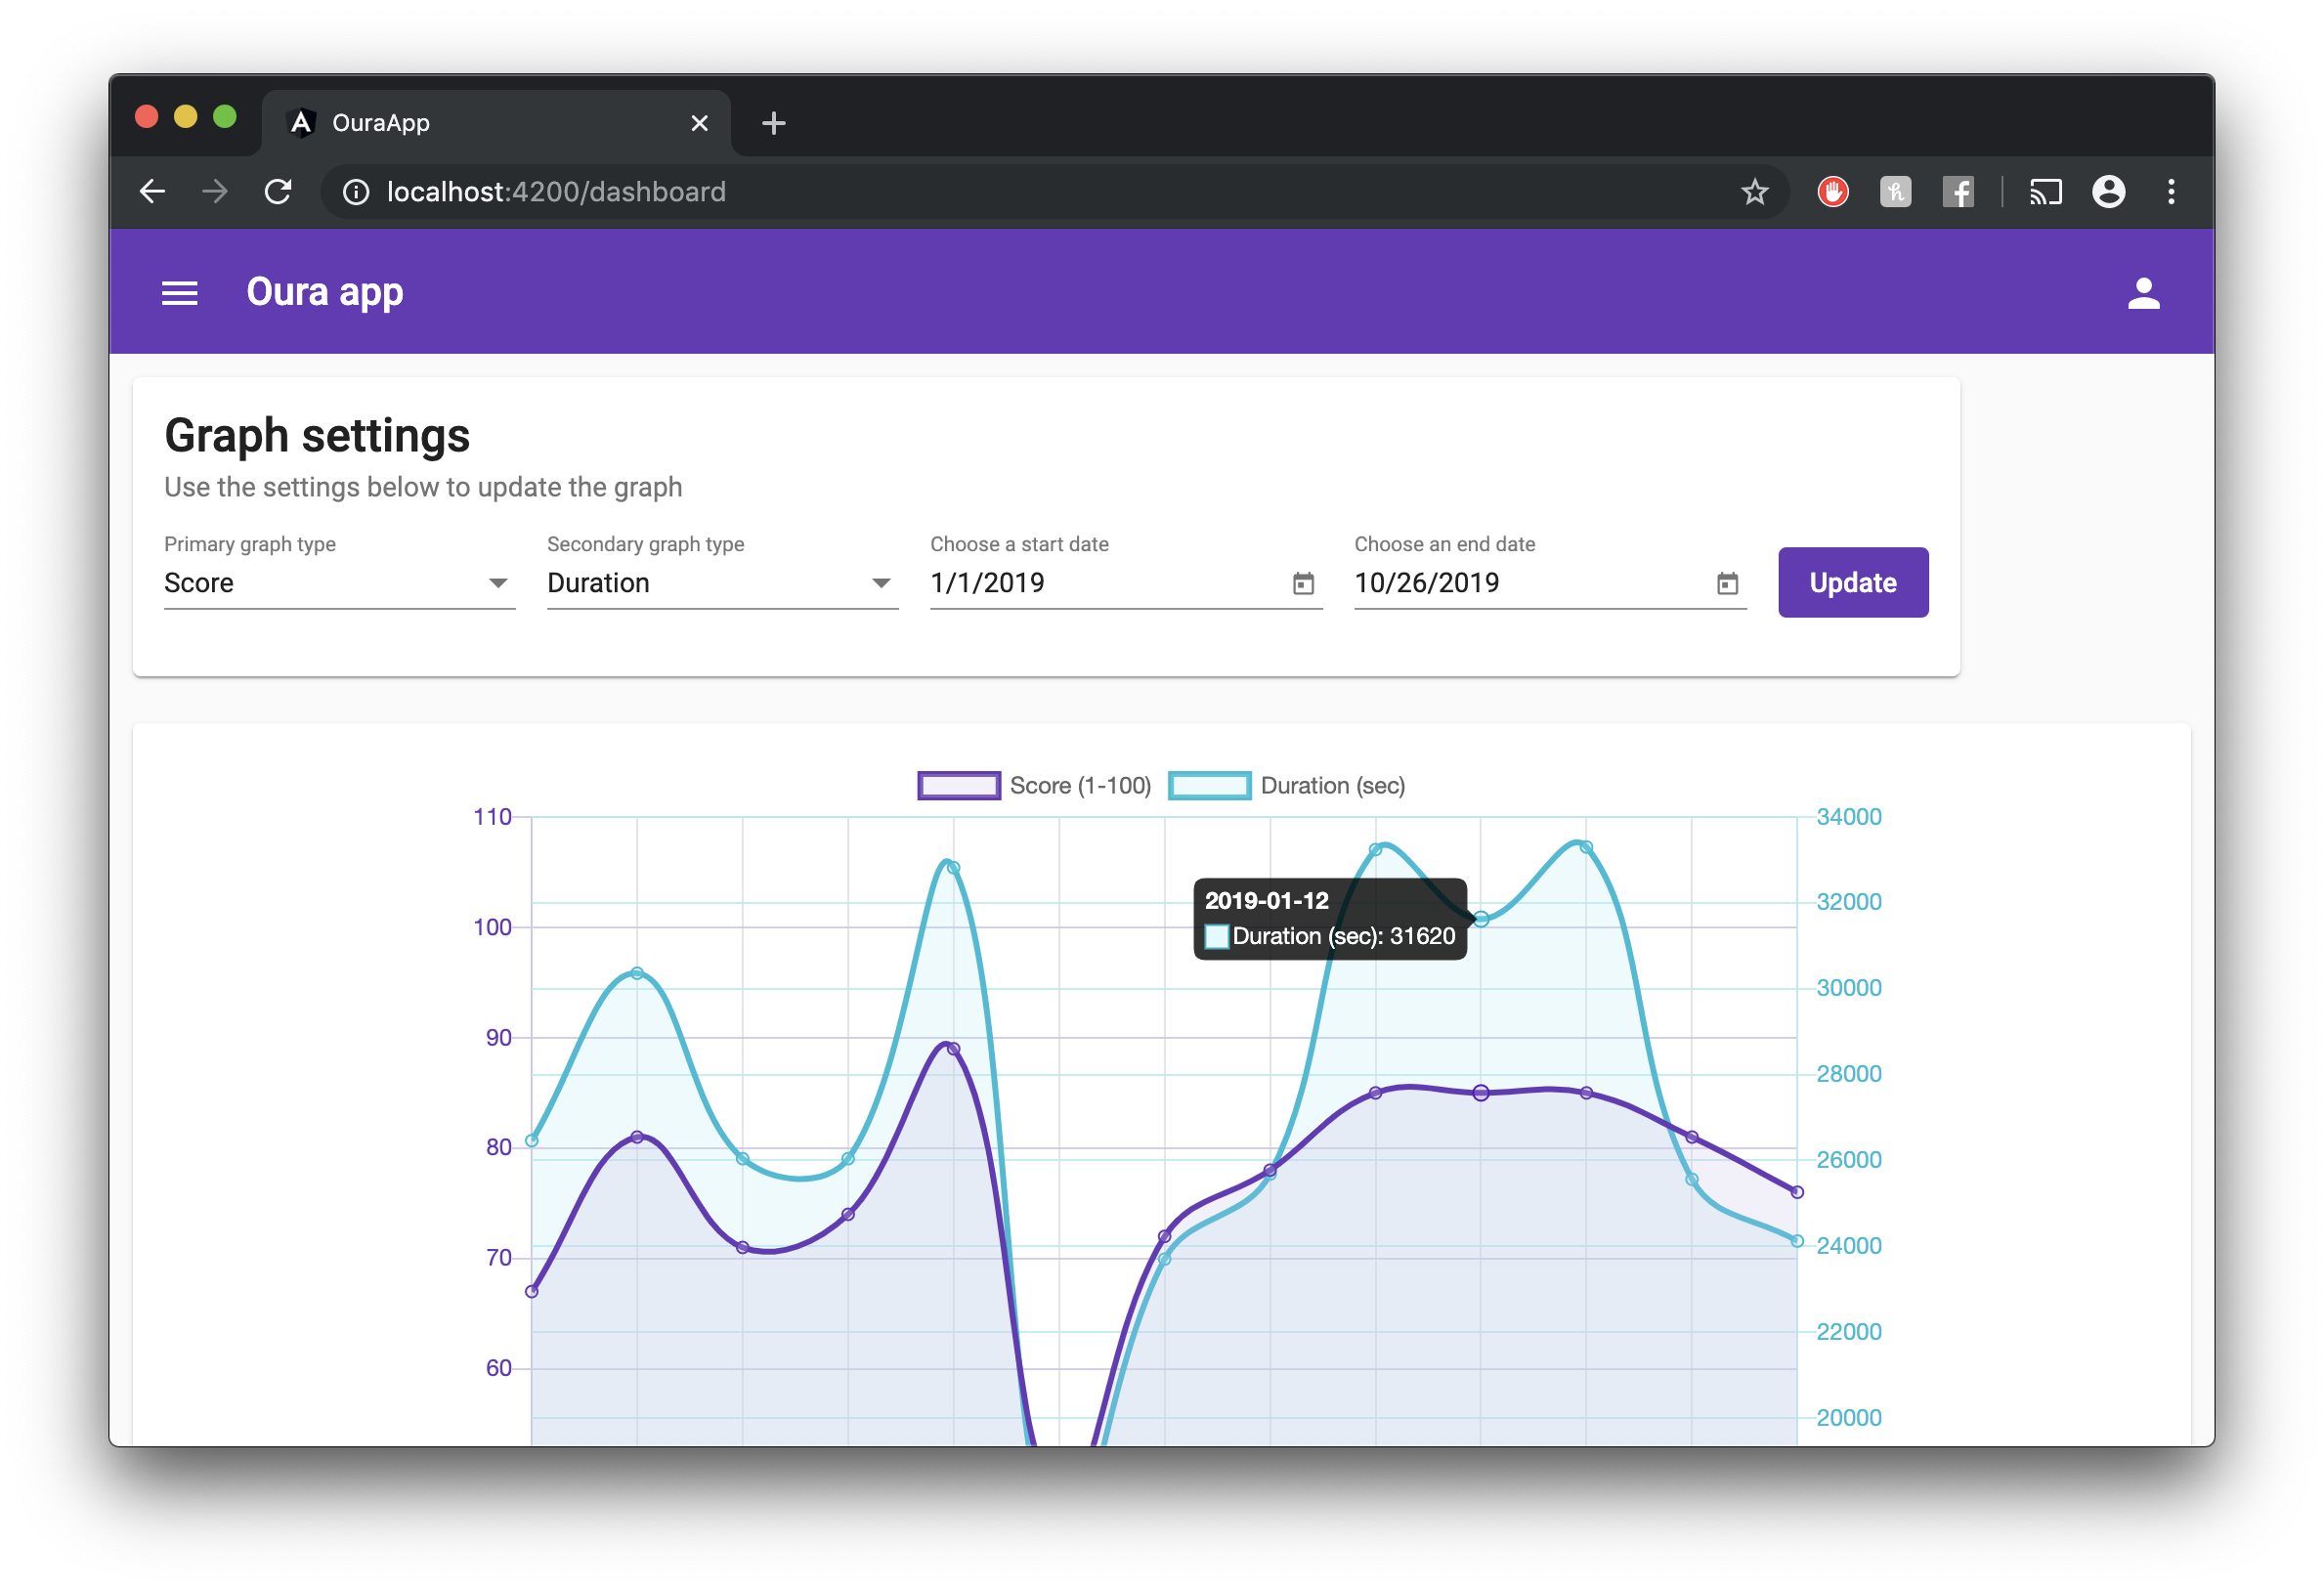 OuraApp
localhost:4200/dashboard
Oura app
Graph settings
Use the settings below to update the graph
Primary graph type
Score
Secondary graph type
Duration
Choose a start date
1/1/2019
Choose an end date
10/26/2019
Update
Score (1-100) Duration (sec)
110
100
90
80
70
60
2019-01-12
Duration (sec): 31620
34000
32000
30000
28000
26000
24000
22000
20000